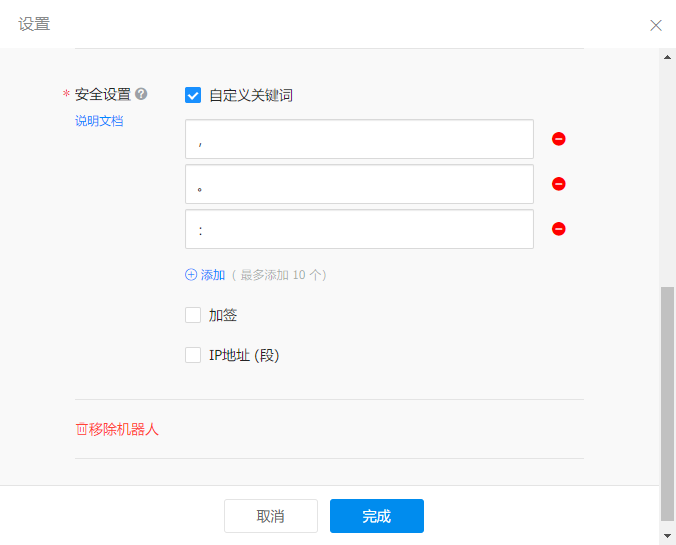 设置
* 安全设置
自定义关键词
说明文档
，
。
：
添加（ 最多添加 10 个）
加签
IP地址 (段)
移除机器人
取消
完成